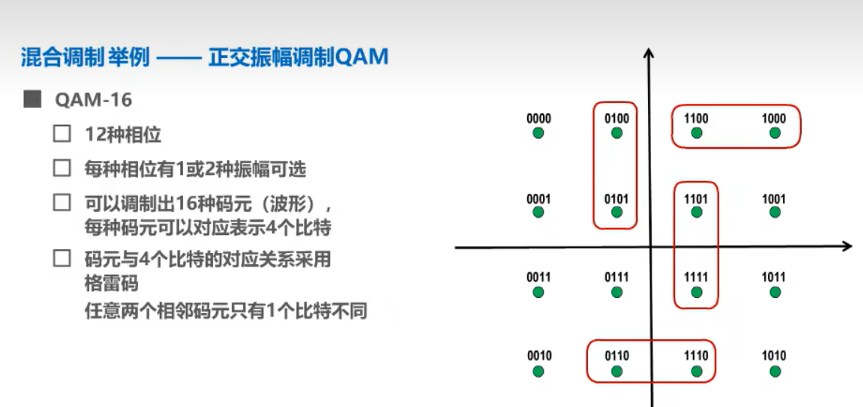 混合调制 举例 —— 正交振幅调制QAM
QAM-16
12种相位
每种相位有1或2种振幅可选
可以调制出16种码元（波形），
每种码元可以对应表示4个比特
码元与4个比特的对应关系采用
格雷码
任意两个相邻码元只有1个比特不同
0000 0100 1100 1000
0001 0101 1101 1001
0011 0111 1111 1011
0010 0110 1110 1010